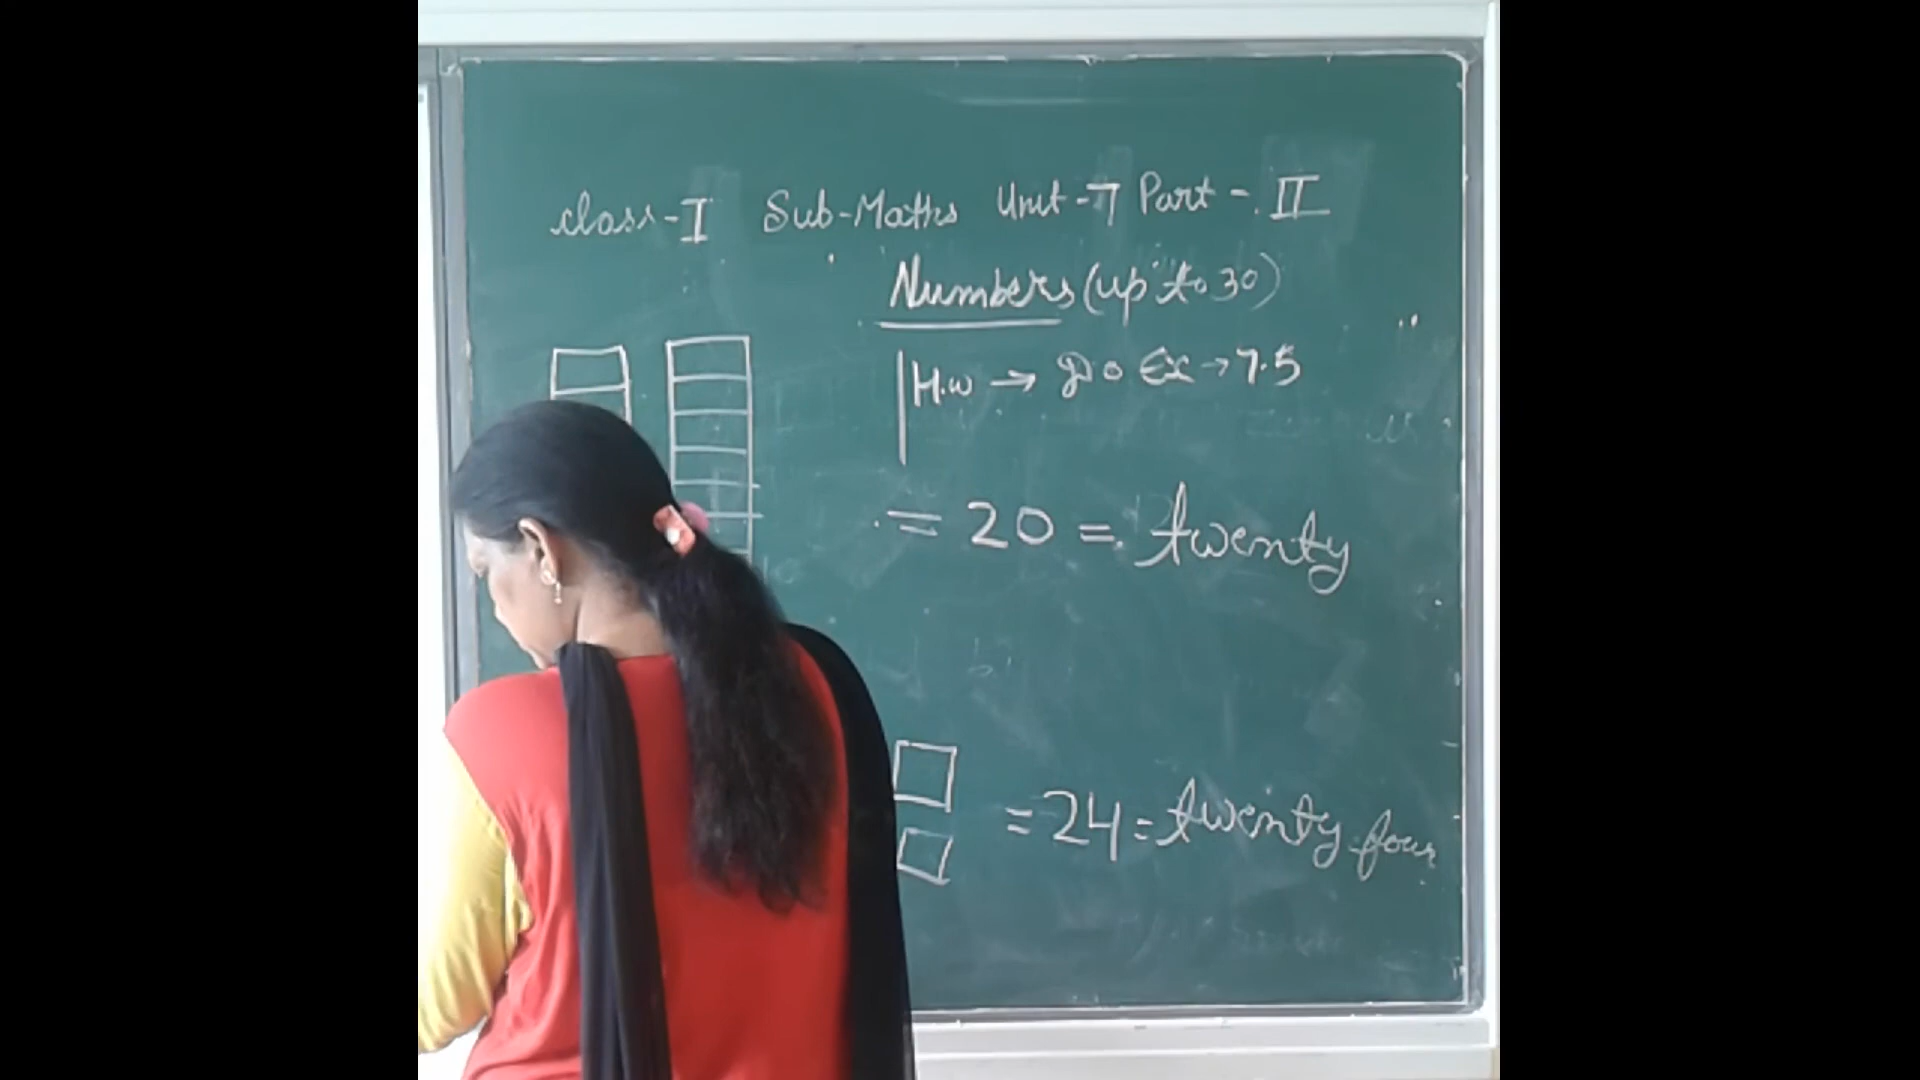 Class-I Sub-Maths Unit-7 Part-II
Numbers (up to 30)
H.w → Do Ex → 7.5
= 20 = twenty
= 24 = twenty-four